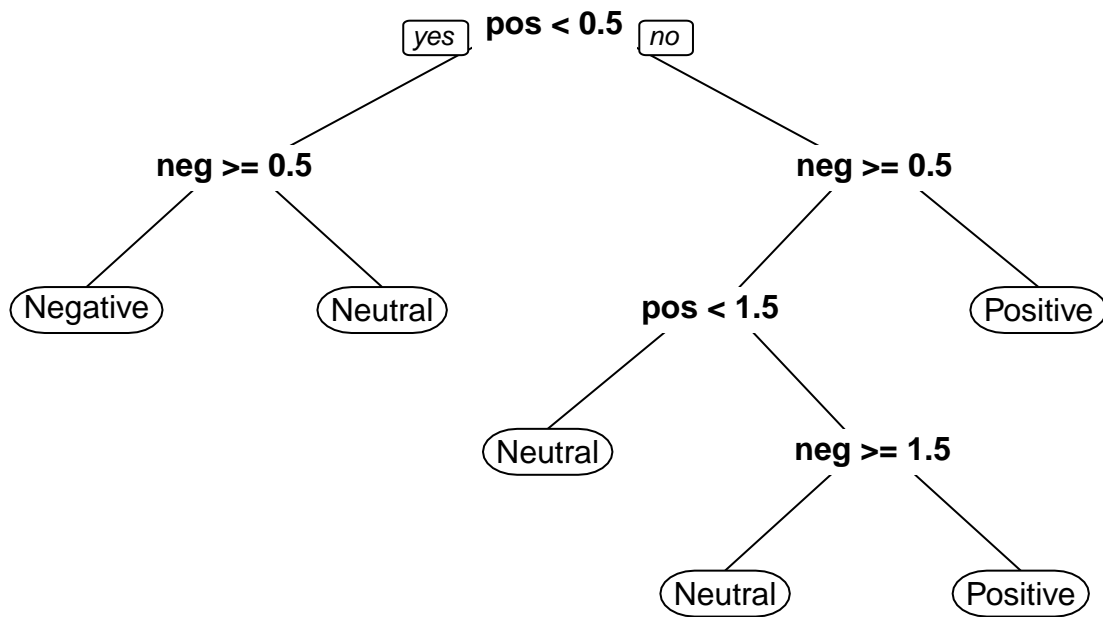 yes
pos < 0.5
no
neg >= 0.5
neg >= 0.5
Negative
Neutral
pos < 1.5
Positive
Neutral
neg >= 1.5
Neutral
Positive